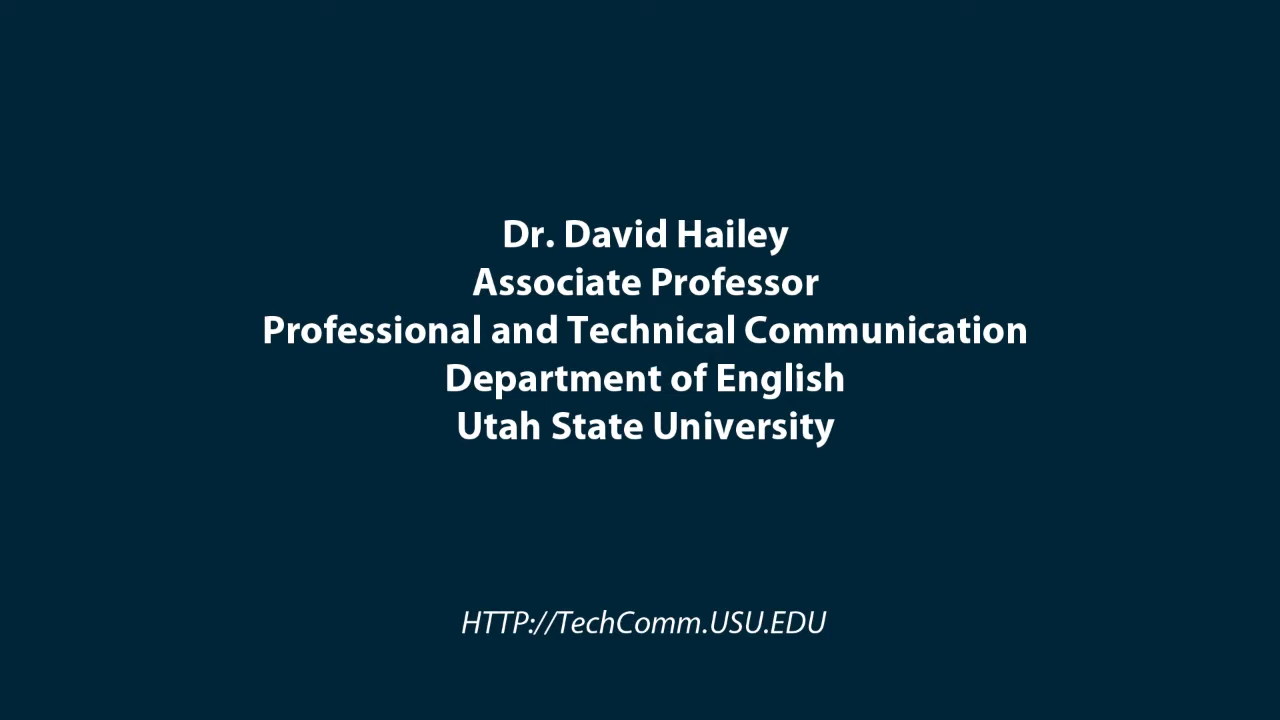 Dr. David Hailey
Associate Professor
Professional and Technical Communication
Department of English
Utah State University
HTTP://TechComm.USU.EDU